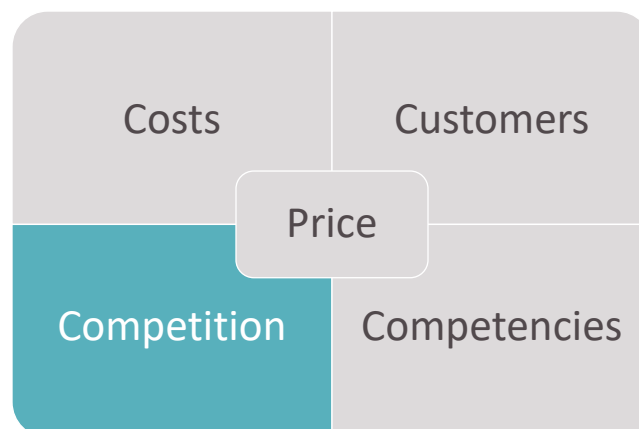 Costs
Customers
Price
Competition
Competencies